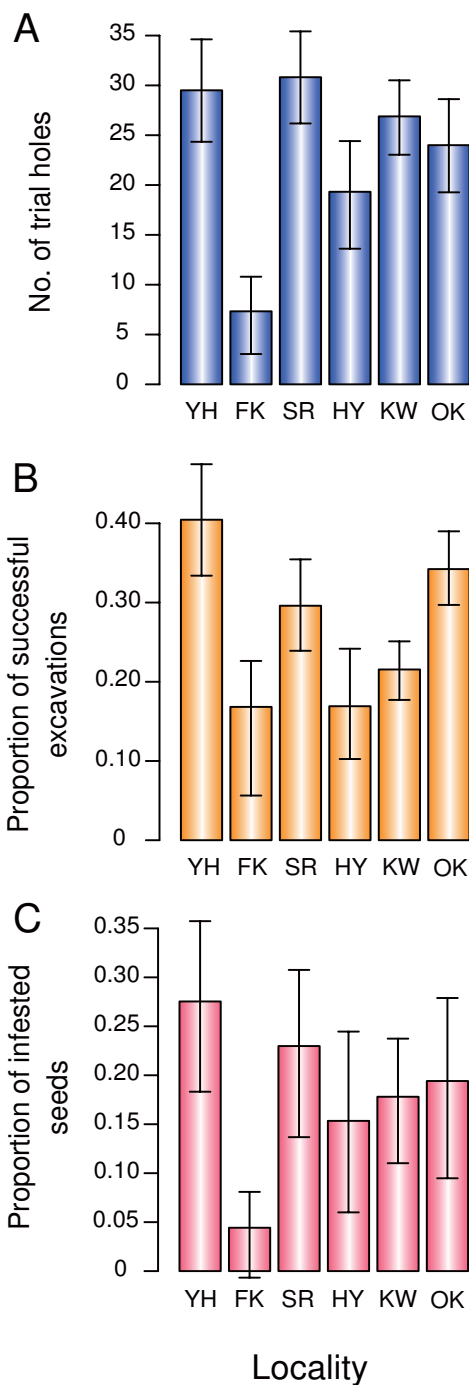 A
No. of trial holes
35
30
25
20
15
10
5
0
YH FK SR HY KW OK
B
Proportion of successful
excavations
0.40
0.30
0.20
0.10
0
YH FK SR HY KW OK
C
Proportion of infested
seeds
0.35
0.30
0.25
0.20
0.15
0.10
0.05
0
YH FK SR HY KW OK
Locality